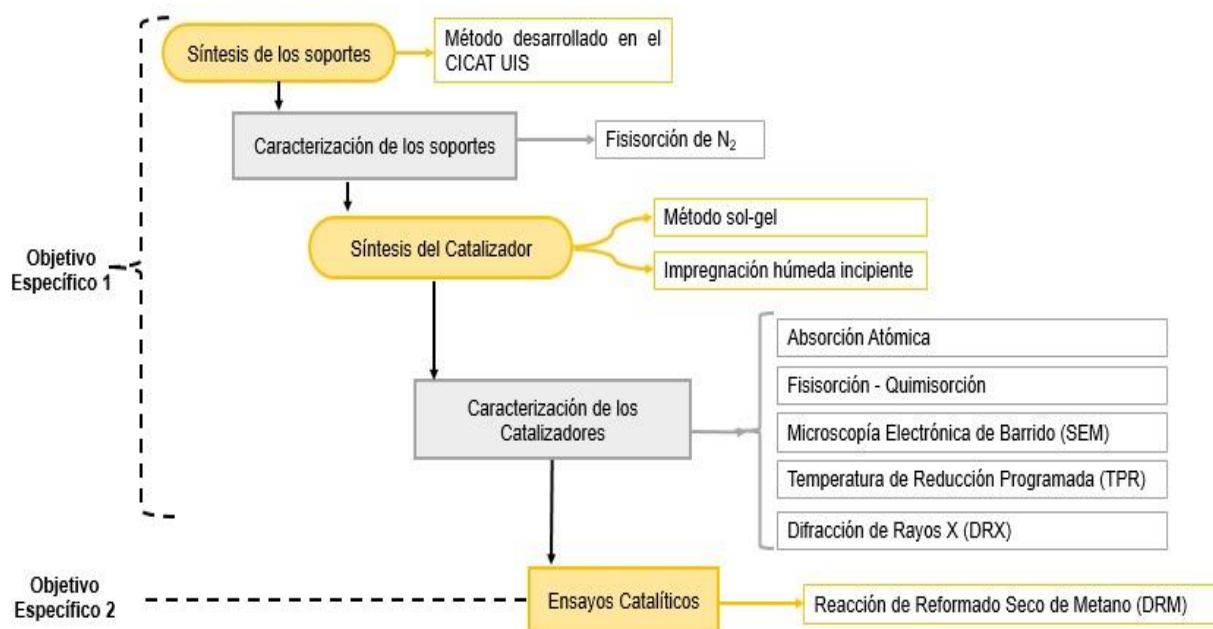 Síntesis de los soportes
Método desarrollado en el
CICAT UIS
Caracterización de los soportes
Fisisorción de N₂
Objetivo
Específico 1
Síntesis del Catalizador
Método sol-gel
Impregnación húmeda incipiente
Caracterización de los
Catalizadores
Absorción Atómica
Fisisorción - Quimisorción
Microscopía Electrónica de Barrido (SEM)
Temperatura de Reducción Programada (TPR)
Difracción de Rayos X (DRX)
Objetivo
Específico 2
Ensayos Catalíticos
Reacción de Reformado Seco de Metano (DRM)